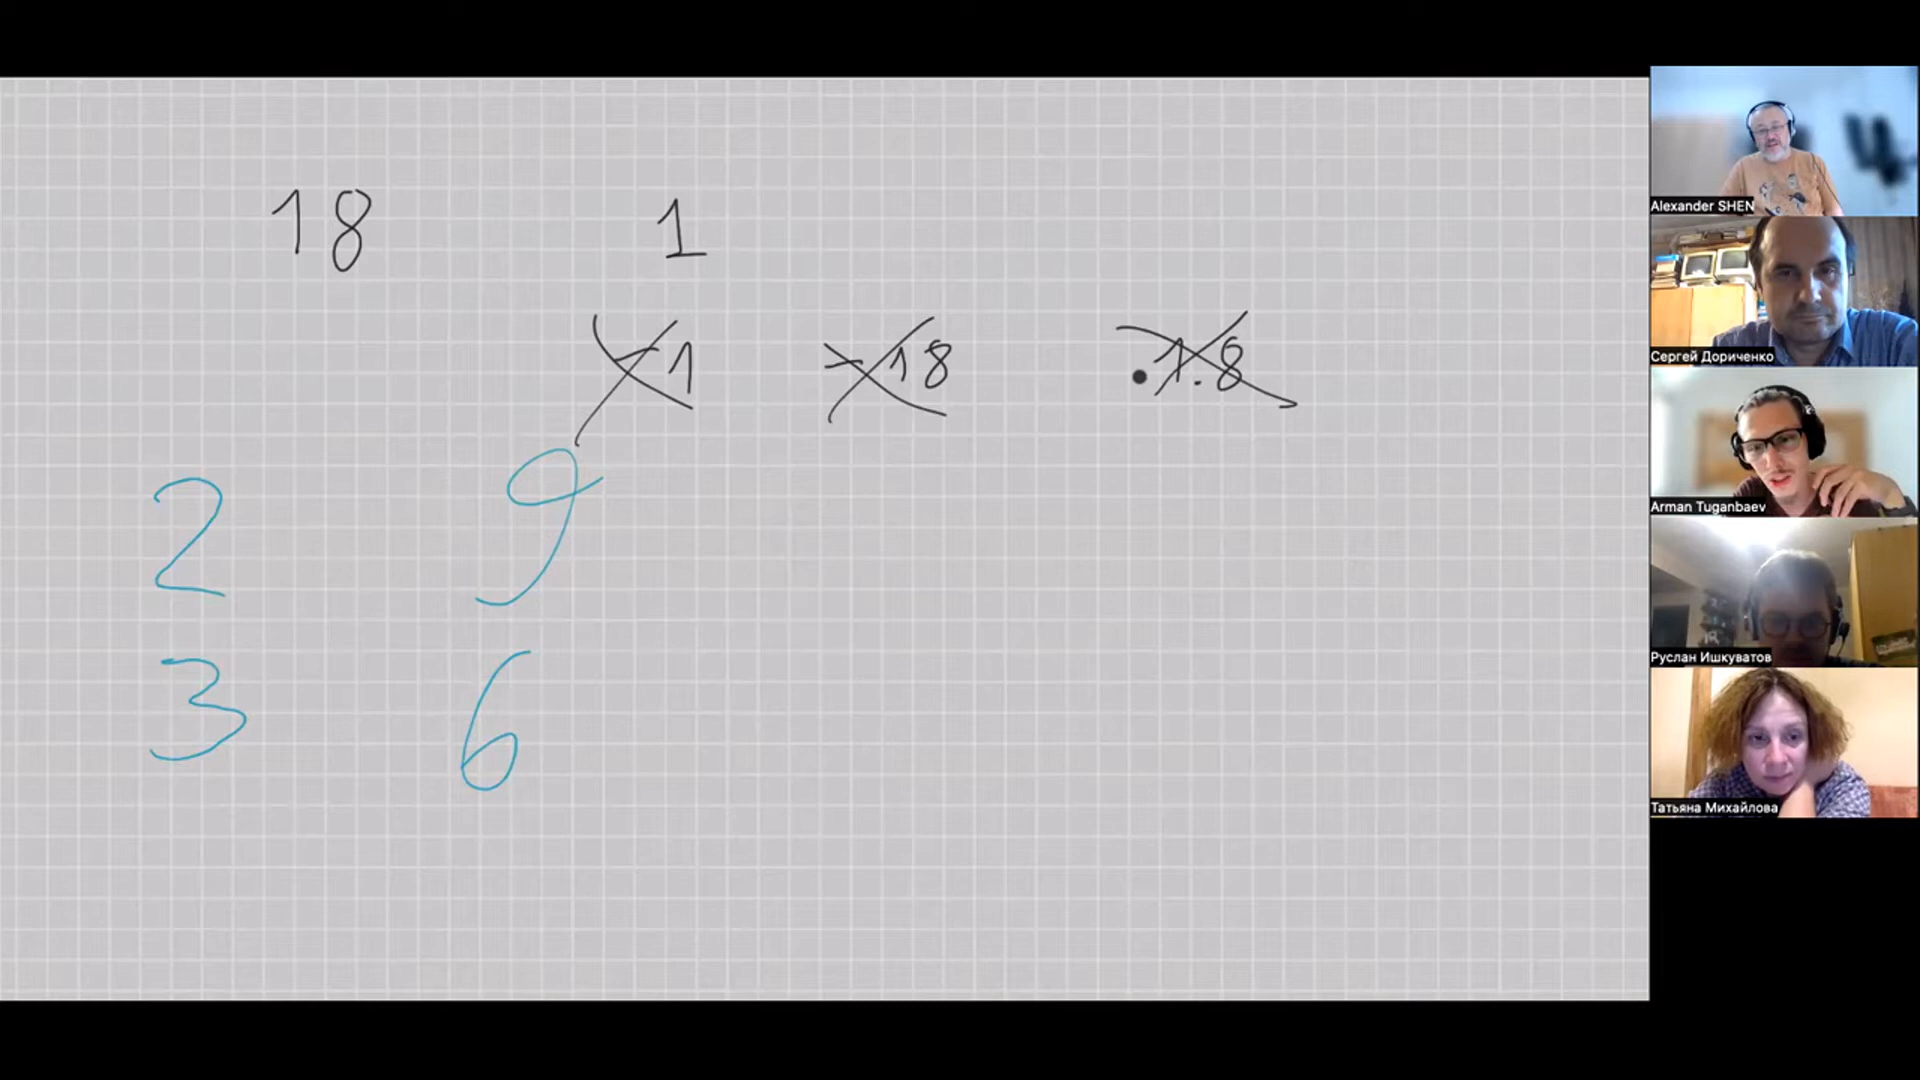 18 1
-1 -18 1.8
2 9
3 6
Alexander SHEN
Сергей Дориченко
Arman Tuganbaev
Руслан Ишкуватов
Татьяна Михайлова